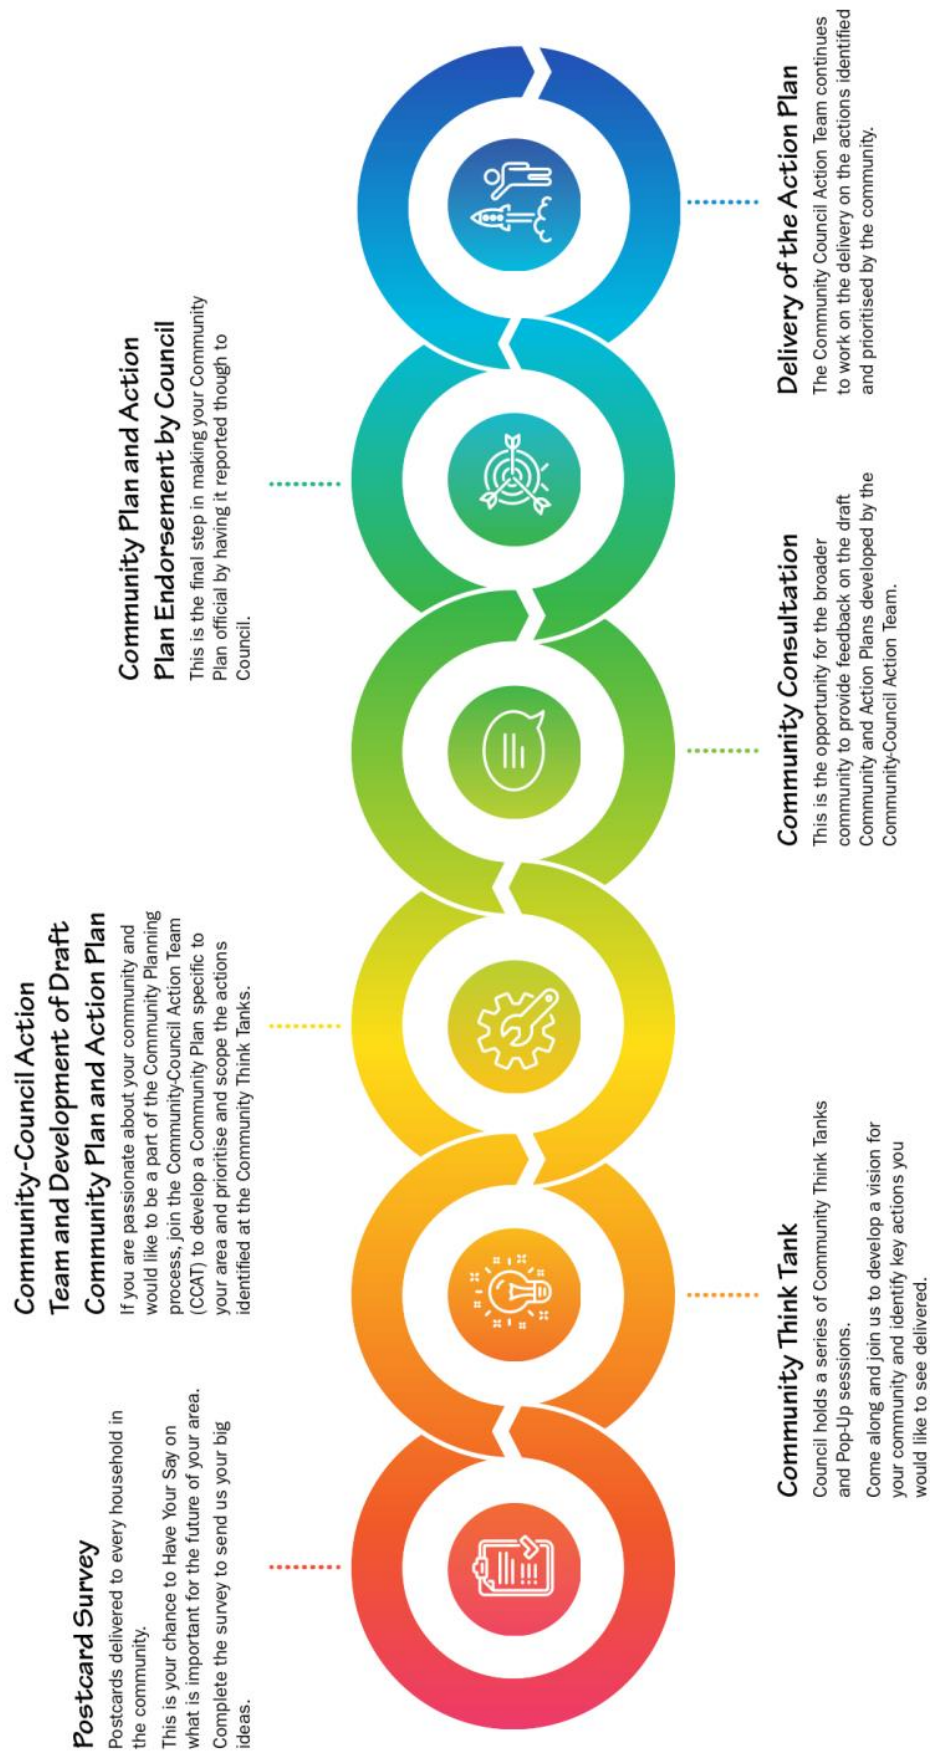 Postcard Survey
Postcards delivered to every household in
the community.
This is your chance to Have Your Say on
what is important for the future of your area.
Complete the survey to send us your big
ideas.
Community Think Tank
Council holds a series of Community Think Tanks
and Pop-Up sessions.
Come along and join us to develop a vision for
your community and identify key actions you
would like to see delivered.
Community-Council Action
Team and Development of Draft
Community Plan and Action Plan
If you are passionate about your community and
would like to be a part of the Community Planning
process, join the Community-Council Action Team
(CCAT) to develop a Community Plan specific to
your area and prioritise and scope the actions
identified at the Community Think Tanks.
Community Consultation
This is the opportunity for the broader
community to provide feedback on the draft
Community and Action Plans developed by the
Community-Council Action Team.
Community Plan and Action
Plan Endorsement by Council
This is the final step in making your Community
Plan official by having it reported though to
Council.
Delivery of the Action Plan
The Community Council Action Team continues
to work on the delivery on the actions identified
and prioritised by the community.